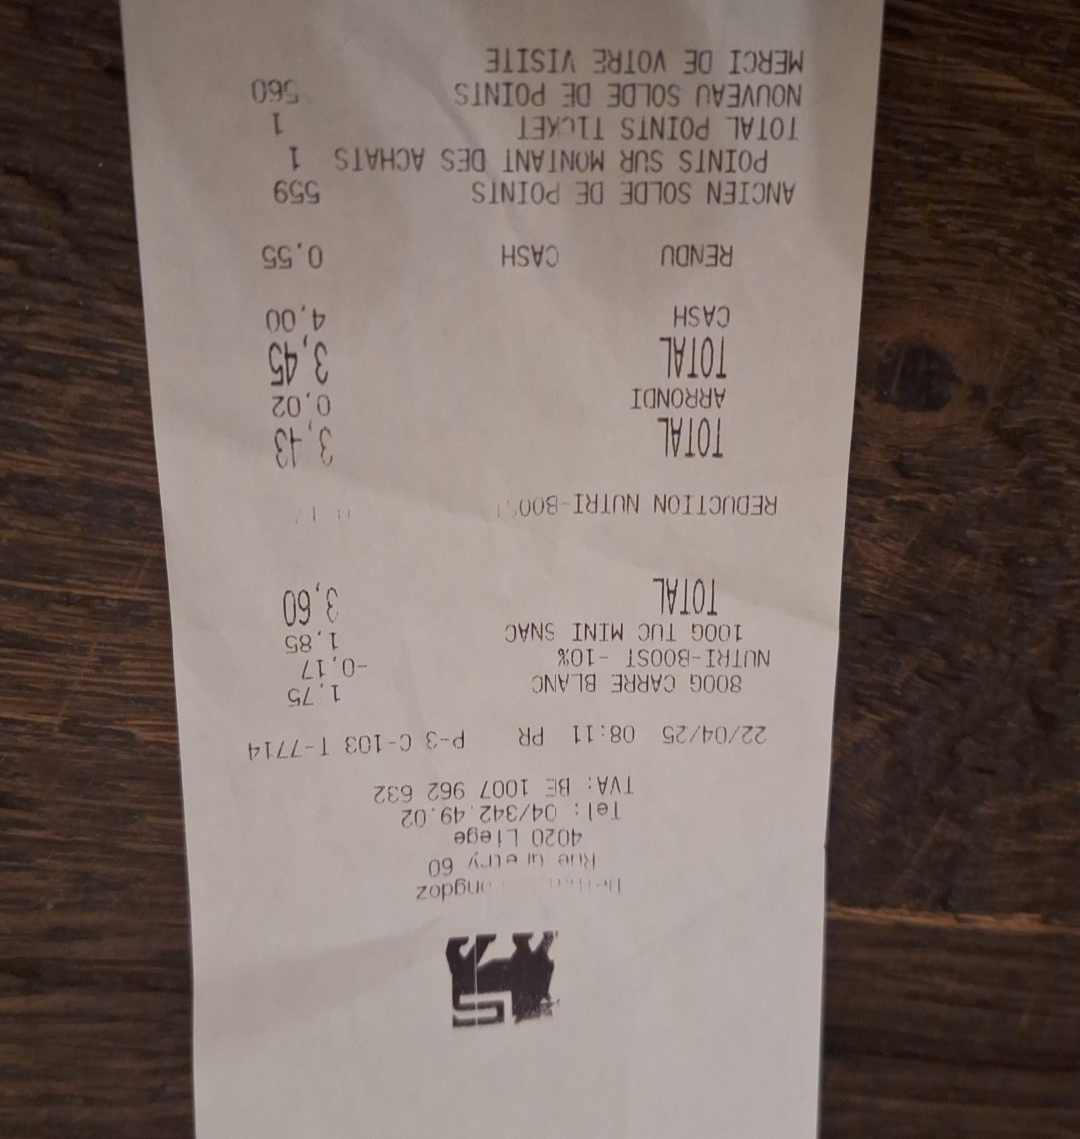 ongdoz
Rue 60
4020 Liege
Tel: 04/342.49.02
TVA: BE 1007 962 632
22/04/25 08:11 PR P-3 C-103 T-7714
800G CARRE BLANC 1,75
NUTRI-BOOST -10% -0,17
100G TUC MINI SNAC 1,85
TOTAL 3,60
REDUCTION NUTRI-BOOST
TOTAL 3,43
ARRONDI 0,02
TOTAL 3,45
CASH 4,00
RENDU CASH 0,55
ANCIEN SOLDE DE POINTS 559
POINTS SUR MONTANT DES ACHATS 1
TOTAL POINTS TICKET 1
NOUVEAU SOLDE DE POINTS 560
MERCI DE VOTRE VISITE